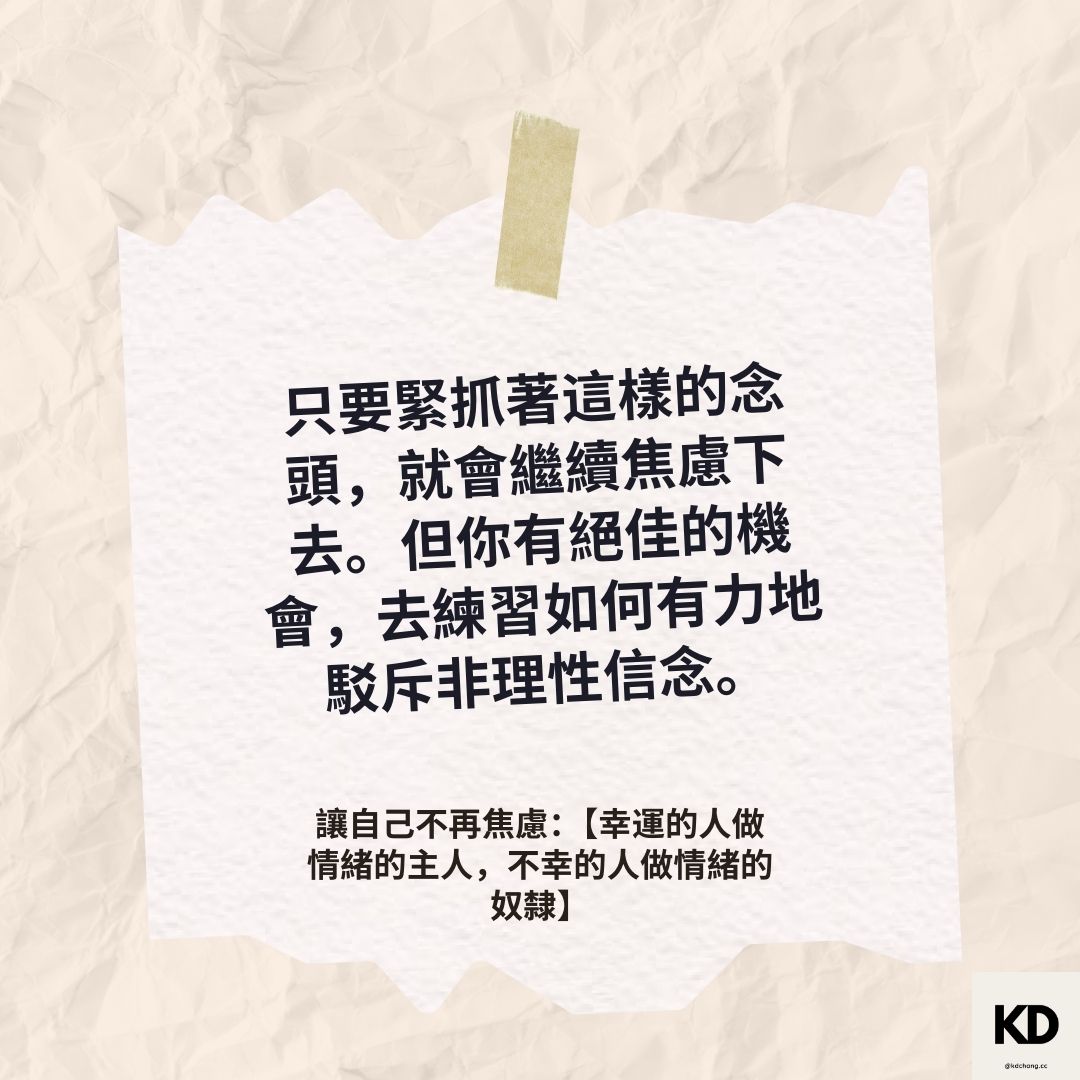 只要緊抓著這樣的念
頭，就會繼續焦慮下
去。但你有絕佳的機
會，去練習如何有力地
駁斥非理性信念。
讓自己不再焦慮：【幸運的人做
情緒的主人，不幸的人做情緒的
奴隸】
KD
@kdchang.cc